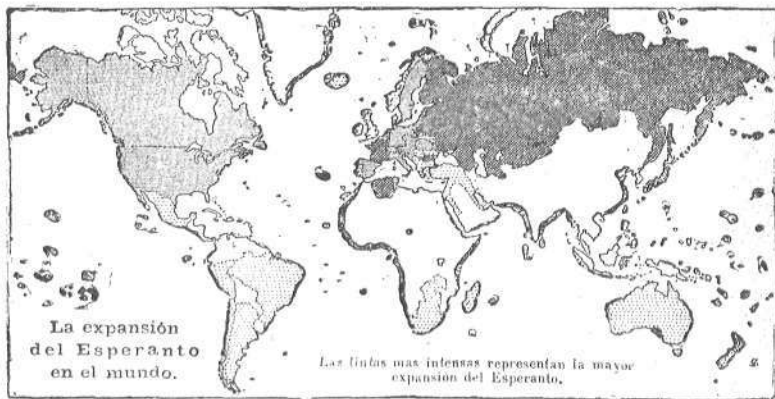 La expansión
del Esperanto
en el mundo.
Las tintas mas intensas representan la mayor
expansión del Esperanto.